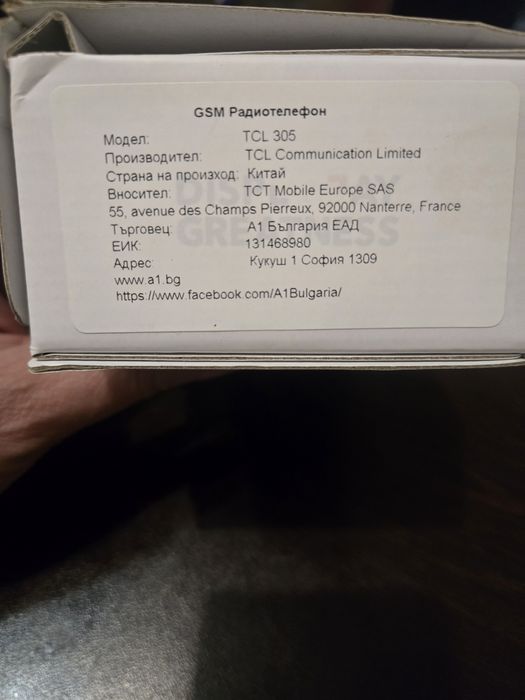 GSM Радиотелефон
Модел: TCL 305
Производител: TCL Communication Limited
Страна на произход: Китай
Вносител: TCT Mobile Europe SAS
55, avenue des Champs Pierreux, 92000 Nanterre, France
Търговец: А1 България ЕАД
ЕИК: 131468980
Адрес: Кукуш 1 София 1309
www.a1.bg
https://www.facebook.com/A1Bulgaria/